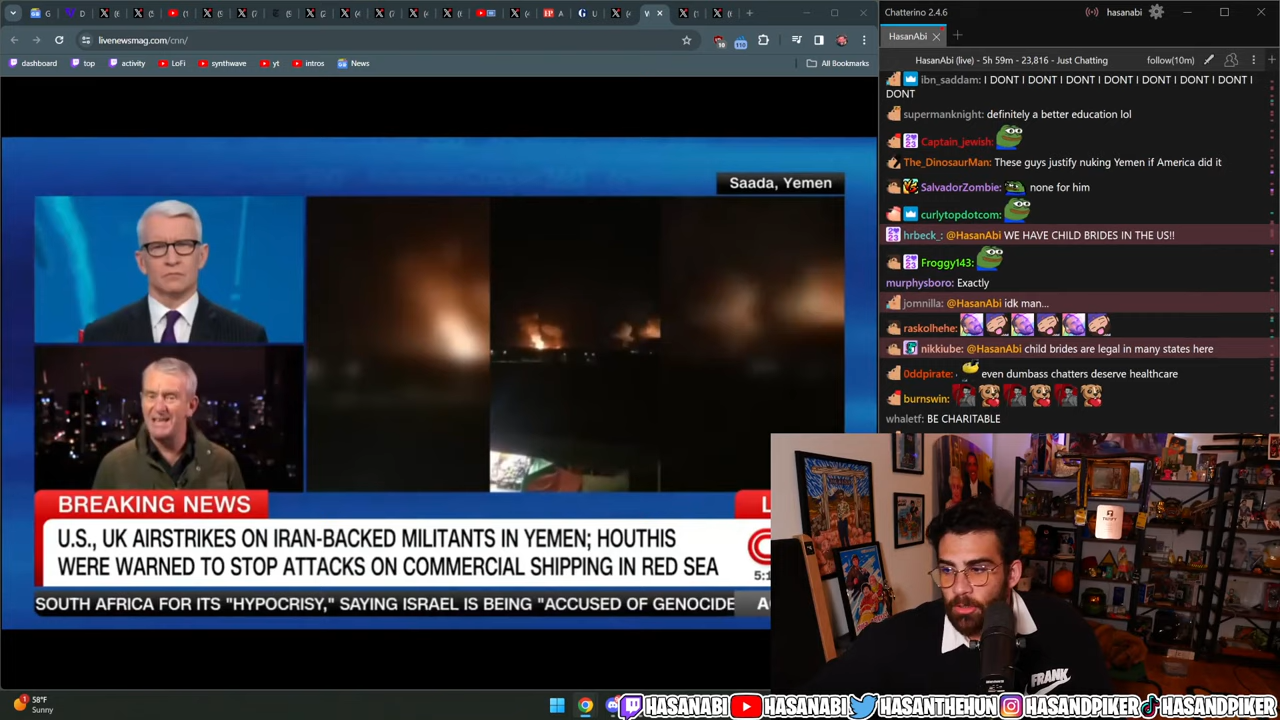 Chatterino 2.4.6
hasanabi
livenewsmag.com/cnn/
HasanAbi
dashboard
top
activity
LoFi
synthwave
yt
intros
News
All Bookmarks
HasanAbi (live) - 5h 59m - 23,816 - Just Chatting
follow(10m)
ibn_saddam: I DONT I DONT I DONT I DONT I DONT I DONT I
DONT
supermanknight: definitely a better education lol
Captain_jewish:
The_DinosaurMan: These guys justify nuking Yemen if America did it
SalvadorZombie: none for him
curlytopdotcom:
hrbeck_: @HasanAbi WE HAVE CHILD BRIDES IN THE US!!
Froggy143:
murphysboro: Exactly
jomnilla: @HasanAbi idk man...
raskolhehe:
nikkiube: @HasanAbi child brides are legal in many states here
0ddpirate: . even dumbass chatters deserve healthcare
burnswin:
whaletf: BE CHARITABLE
Saada, Yemen
BREAKING NEWS
U.S., UK AIRSTRIKES ON IRAN-BACKED MILITANTS IN YEMEN; HOUTHIS
WERE WARNED TO STOP ATTACKS ON COMMERCIAL SHIPPING IN RED SEA
SOUTH AFRICA FOR ITS "HYPOCRISY," SAYING ISRAEL IS BEING "ACCUSED OF GENOCIDE
FRANK
58°F
Sunny
HASANABI
HASANABI
HASANTHEHUN
HASANDPIKER
HASANDPIKER